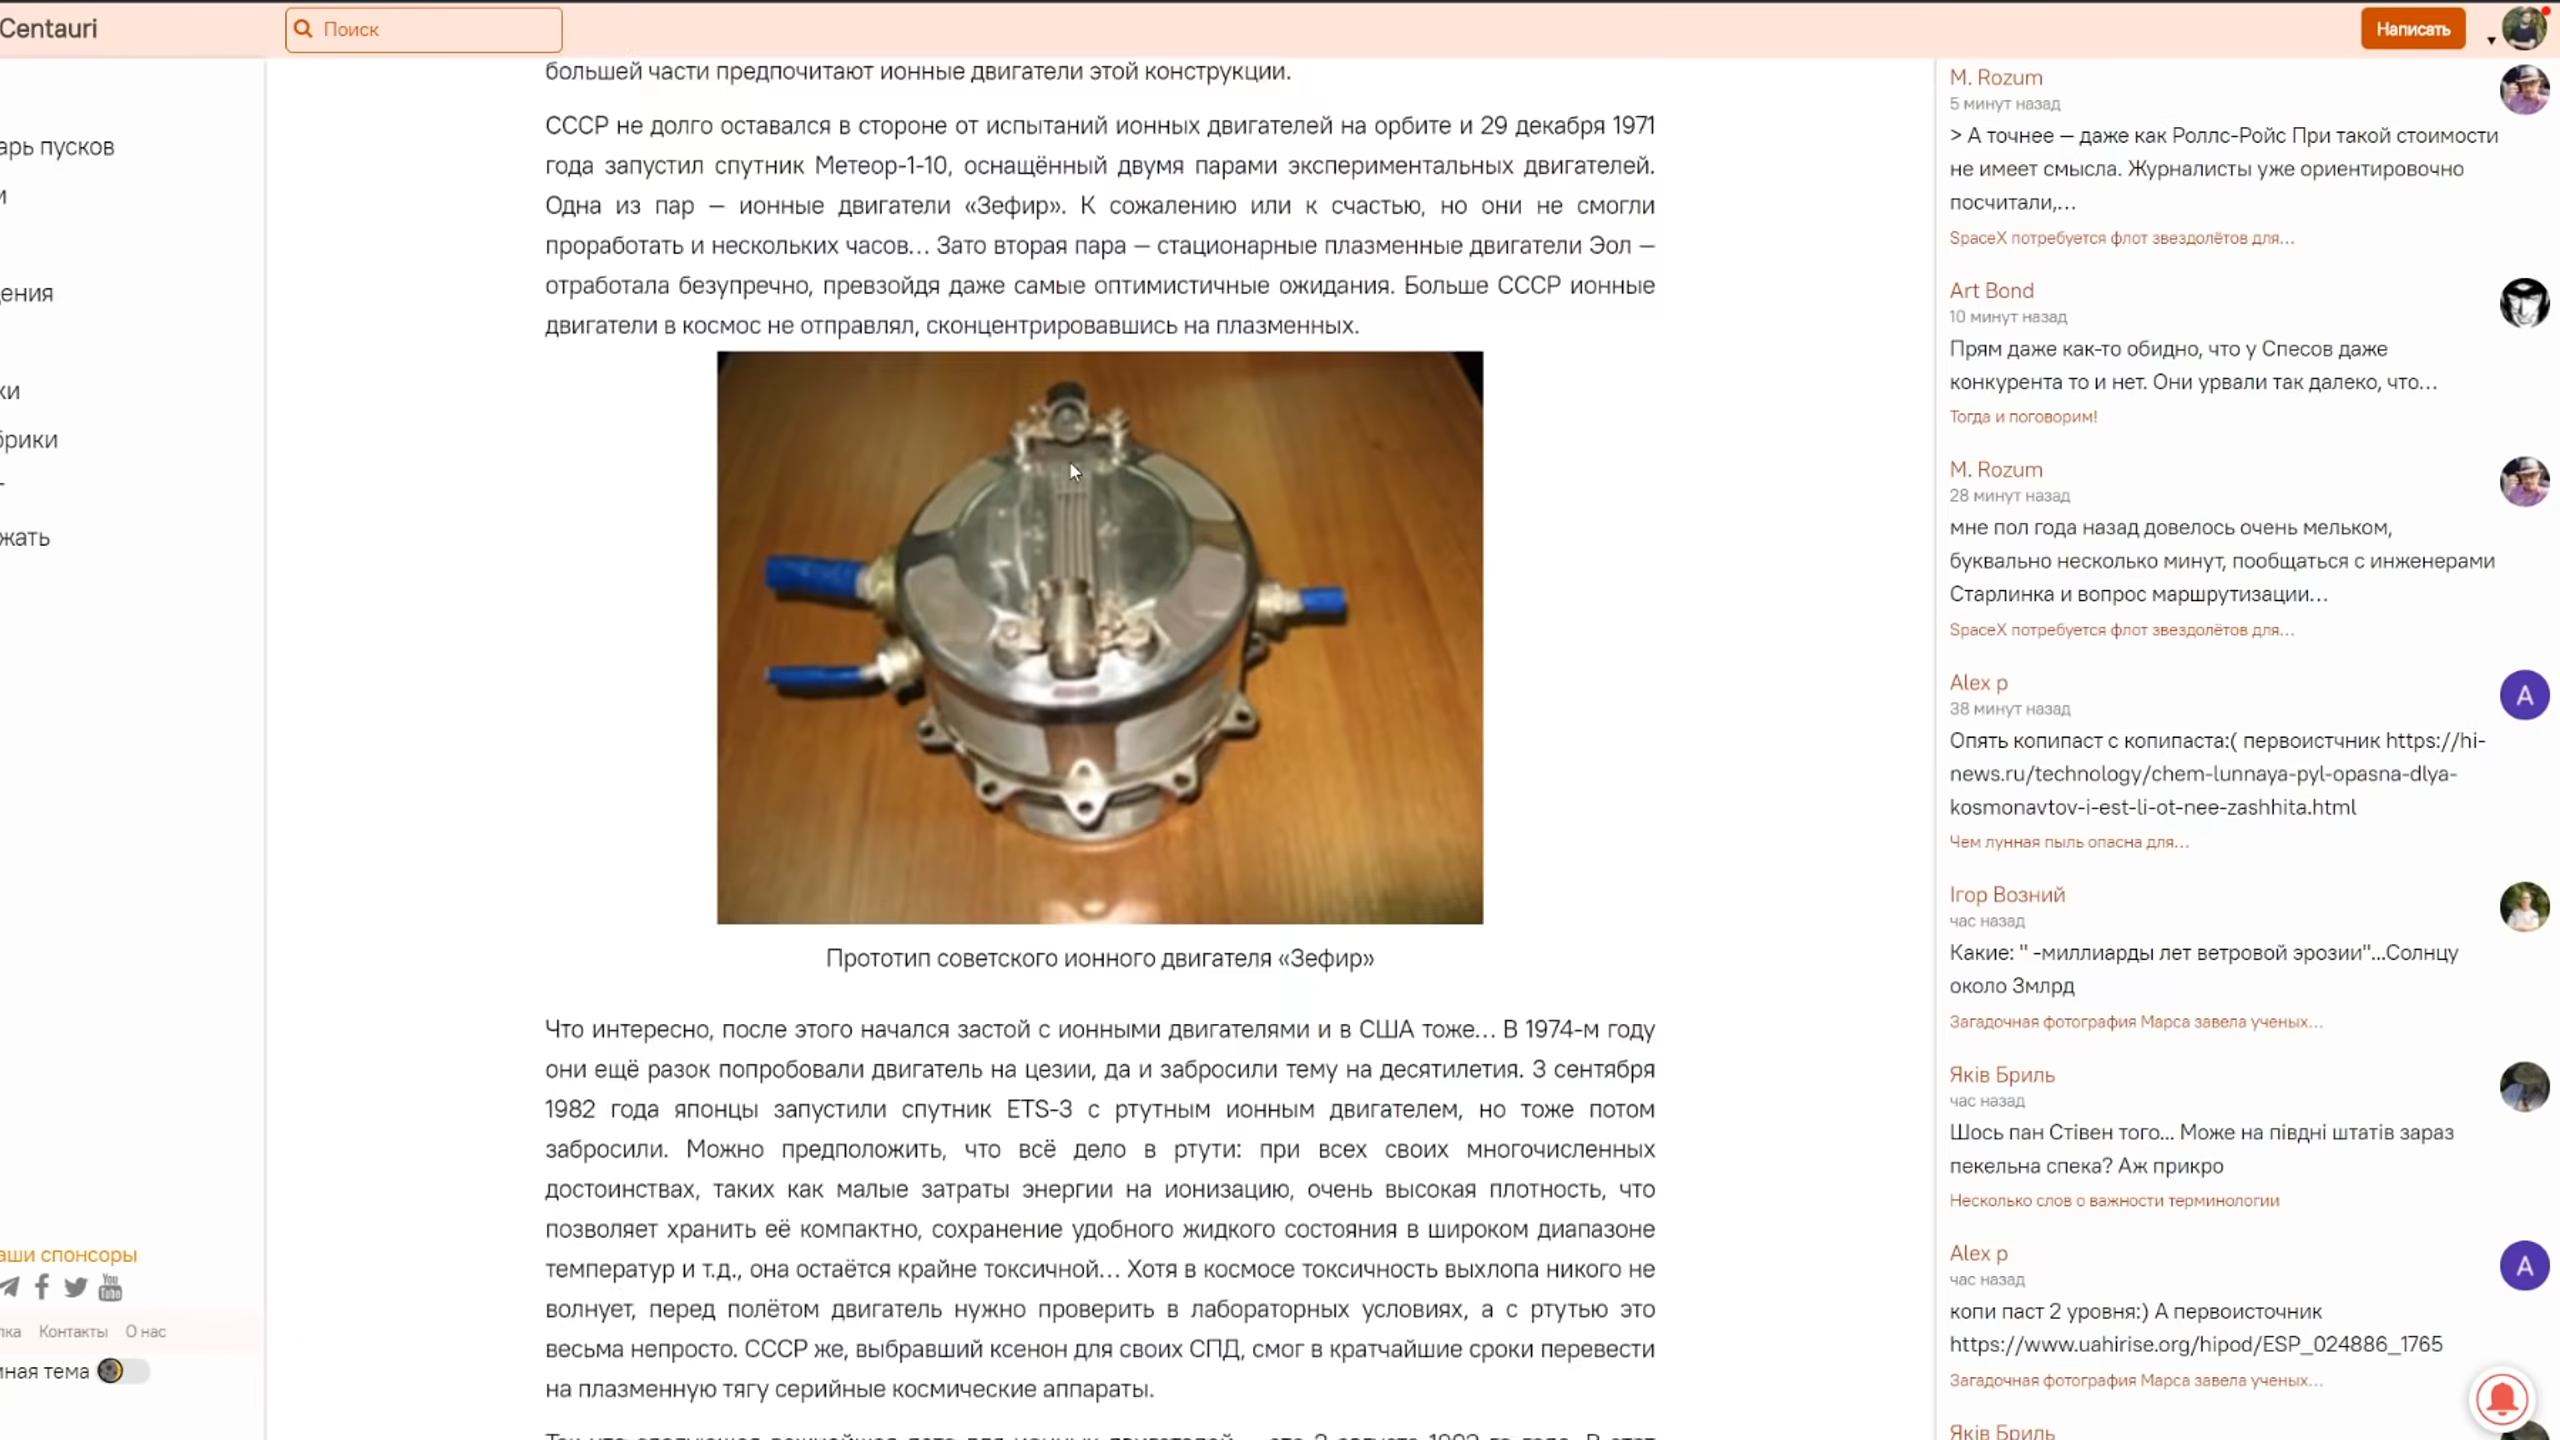 Centauri
Поиск
Написать
арь пусков
и
ения
ки
брики
жать
аши спонсоры
You Tube
лка Контакты О нас
ная тема
большей части предпочитают ионные двигатели этой конструкции.
СССР не долго оставался в стороне от испытаний ионных двигателей на орбите и 29 декабря 1971
года запустил спутник Метеор-1-10, оснащённый двумя парами экспериментальных двигателей.
Одна из пар – ионные двигатели «Зефир». К сожалению или к счастью, но они не смогли
проработать и нескольких часов… Зато вторая пара – стационарные плазменные двигатели Эол –
отработала безупречно, превзойдя даже самые оптимистичные ожидания. Больше СССР ионные
двигатели в космос не отправлял, сконцентрировавшись на плазменных.
Прототип советского ионного двигателя «Зефир»
Что интересно, после этого начался застой с ионными двигателями и в США тоже… В 1974-м году
они ещё разок попробовали двигатель на цезии, да и забросили тему на десятилетия. 3 сентября
1982 года японцы запустили спутник ETS-3 с ртутным ионным двигателем, но тоже потом
забросили. Можно предположить, что всё дело в ртути: при всех своих многочисленных
достоинствах, таких как малые затраты энергии на ионизацию, очень высокая плотность, что
позволяет хранить её компактно, сохранение удобного жидкого состояния в широком диапазоне
температур и т.д., она остаётся крайне токсичной… Хотя в космосе токсичность выхлопа никого не
волнует, перед полётом двигатель нужно проверить в лабораторных условиях, а с ртутью это
весьма непросто. СССР же, выбравший ксенон для своих СПД, смог в кратчайшие сроки перевести
на плазменную тягу серийные космические аппараты.
M. Rozum
5 минут назад
> А точнее – даже как Роллс-Ройс При такой стоимости
не имеет смысла. Журналисты уже ориентировочно
посчитали,…
SpaceX потребуется флот звездолётов для…
Art Bond
10 минут назад
Прям даже как-то обидно, что у Спесов даже
конкурента то и нет. Они урвали так далеко, что…
Тогда и поговорим!
M. Rozum
28 минут назад
мне пол года назад довелось очень мельком,
буквально несколько минут, пообщаться с инженерами
Старлинка и вопрос маршрутизации…
SpaceX потребуется флот звездолётов для…
Alex p
38 минут назад
Опять копипаст с копипаста:( первоистчник https://hi-
news.ru/technology/chem-lunnaya-pyl-opasna-dlya-
kosmonavtov-i-est-li-ot-nee-zashhita.html
Чем лунная пыль опасна для…
A
Ігор Возний
час назад
Какие: " -миллиарды лет ветровой эрозии"...Солнцу
около 3млрд
Загадочная фотография Марса завела ученых…
Яків Бриль
час назад
Шось пан Стівен того... Може на півдні штатів зараз
пекельна спека? Аж прикро
Несколько слов о важности терминологии
Alex p
час назад
копи паст 2 уровня:) А первоисточник
https://www.uahirise.org/hipod/ESP_024886_1765
Загадочная фотография Марса завела ученых…
A
Яків Бриль